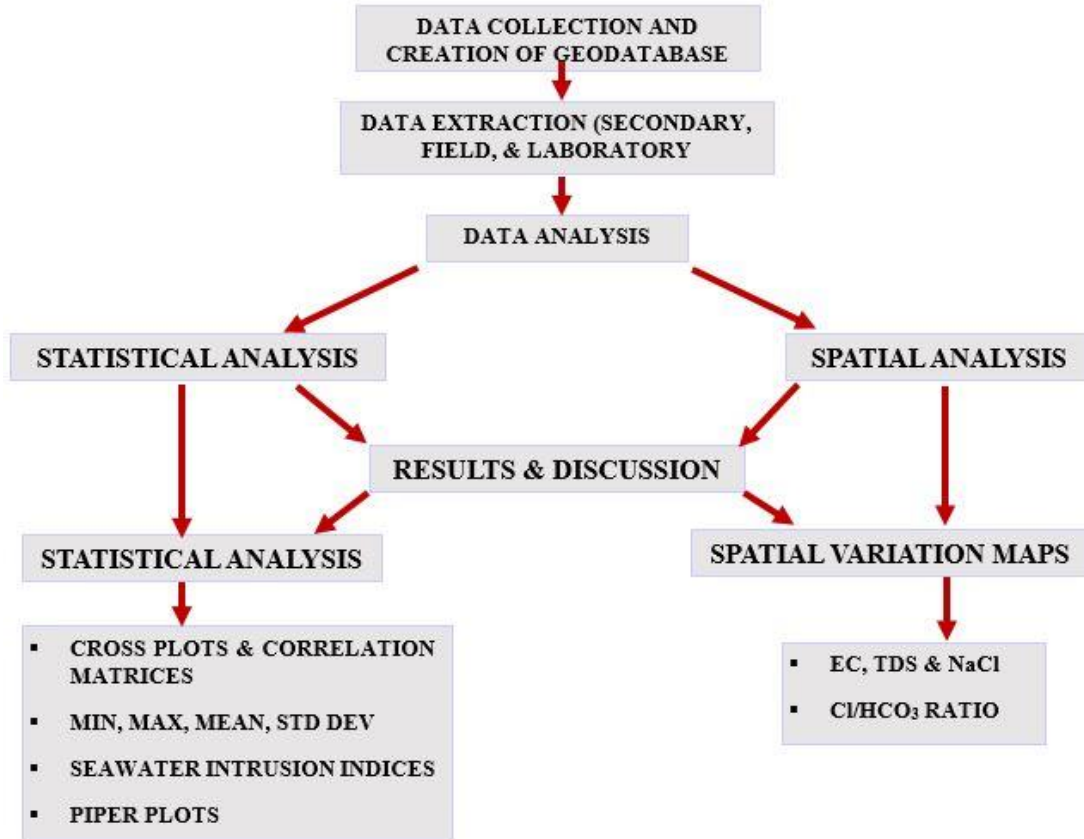 DATA COLLECTION AND
CREATION OF GEODATABASE
DATA EXTRACTION (SECONDARY,
FIELD, & LABORATORY
DATA ANALYSIS
STATISTICAL ANALYSIS
SPATIAL ANALYSIS
RESULTS & DISCUSSION
STATISTICAL ANALYSIS
SPATIAL VARIATION MAPS
▪ CROSS PLOTS & CORRELATION
MATRICES
▪ MIN, MAX, MEAN, STD DEV
▪ SEAWATER INTRUSION INDICES
▪ PIPER PLOTS
▪ EC, TDS & NaCl
▪ Cl/HCO₃ RATIO